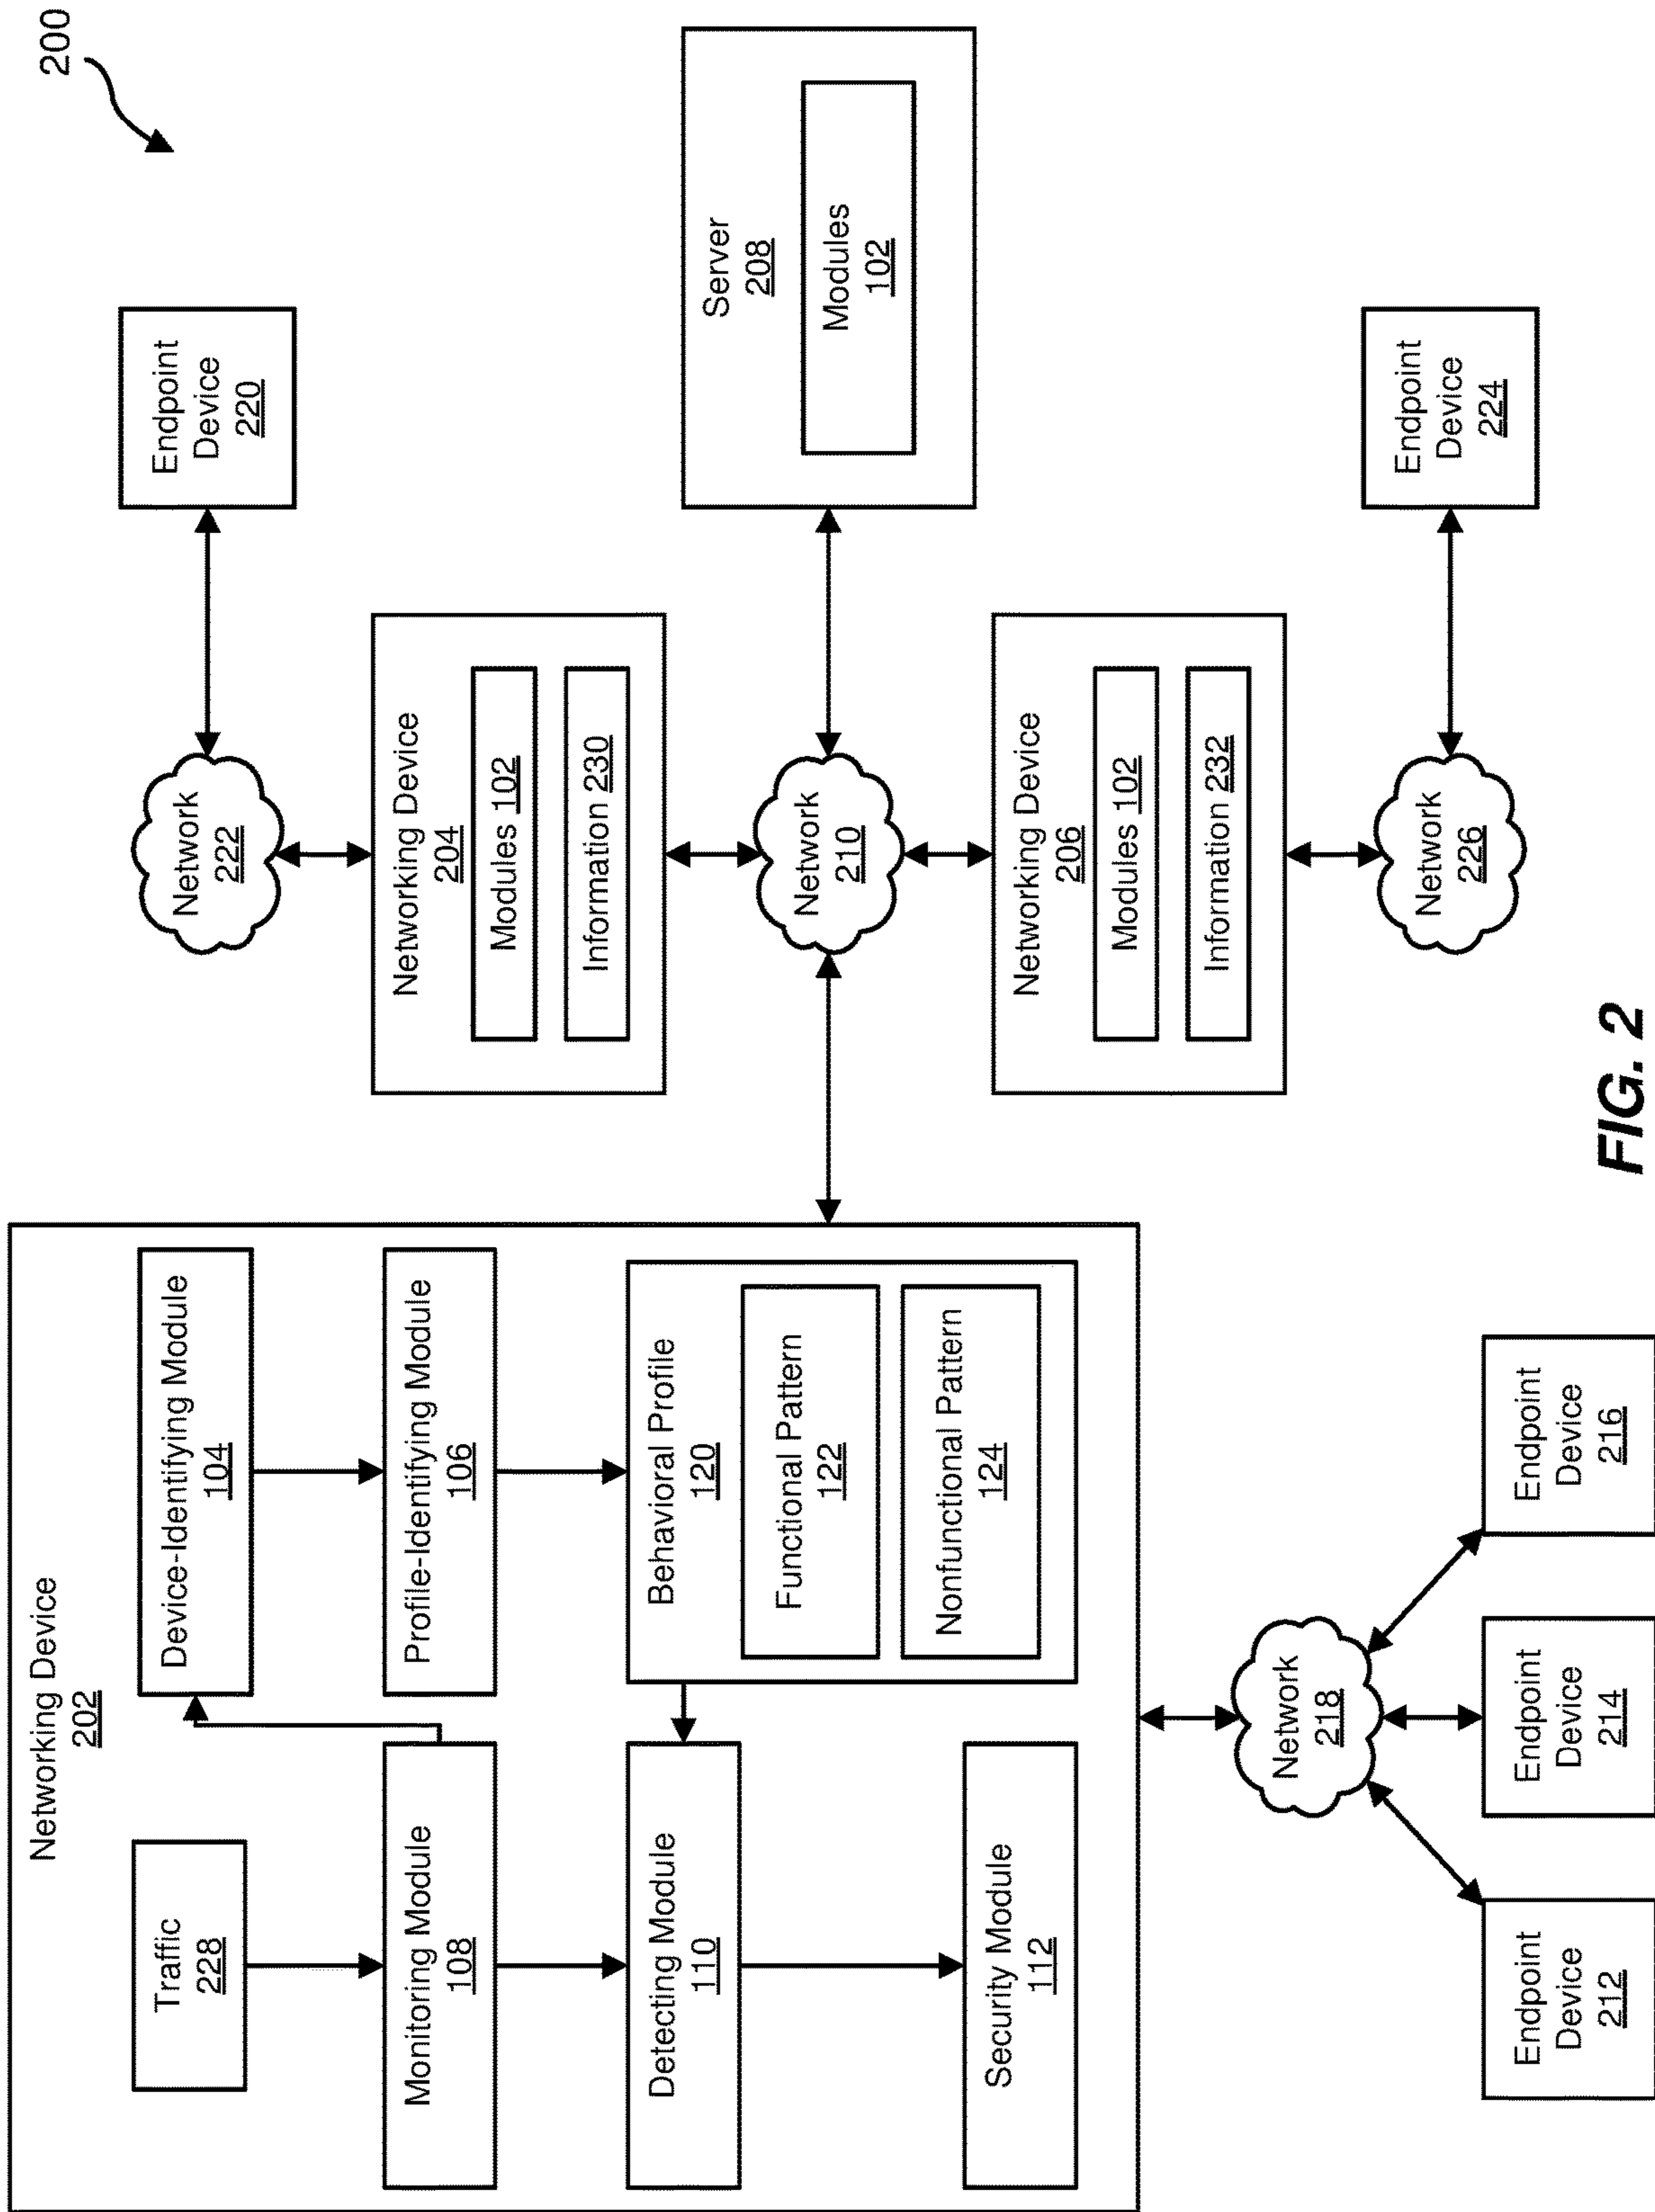 200
Networking Device
202
Traffic
228
Monitoring Module
108
Detecting Module
110
Security Module
112
Device-Identifying Module
104
Profile-Identifying Module
106
Behavioral Profile
120
Functional Pattern
122
Nonfunctional Pattern
124
Network
218
Endpoint
Device
212
Endpoint
Device
214
Endpoint
Device
216
Network
222
Endpoint
Device
220
Networking Device
204
Modules 102
Information 230
Network
210
Server
208
Modules
102
Networking Device
206
Modules 102
Information 232
Network
226
Endpoint
Device
224
FIG. 2